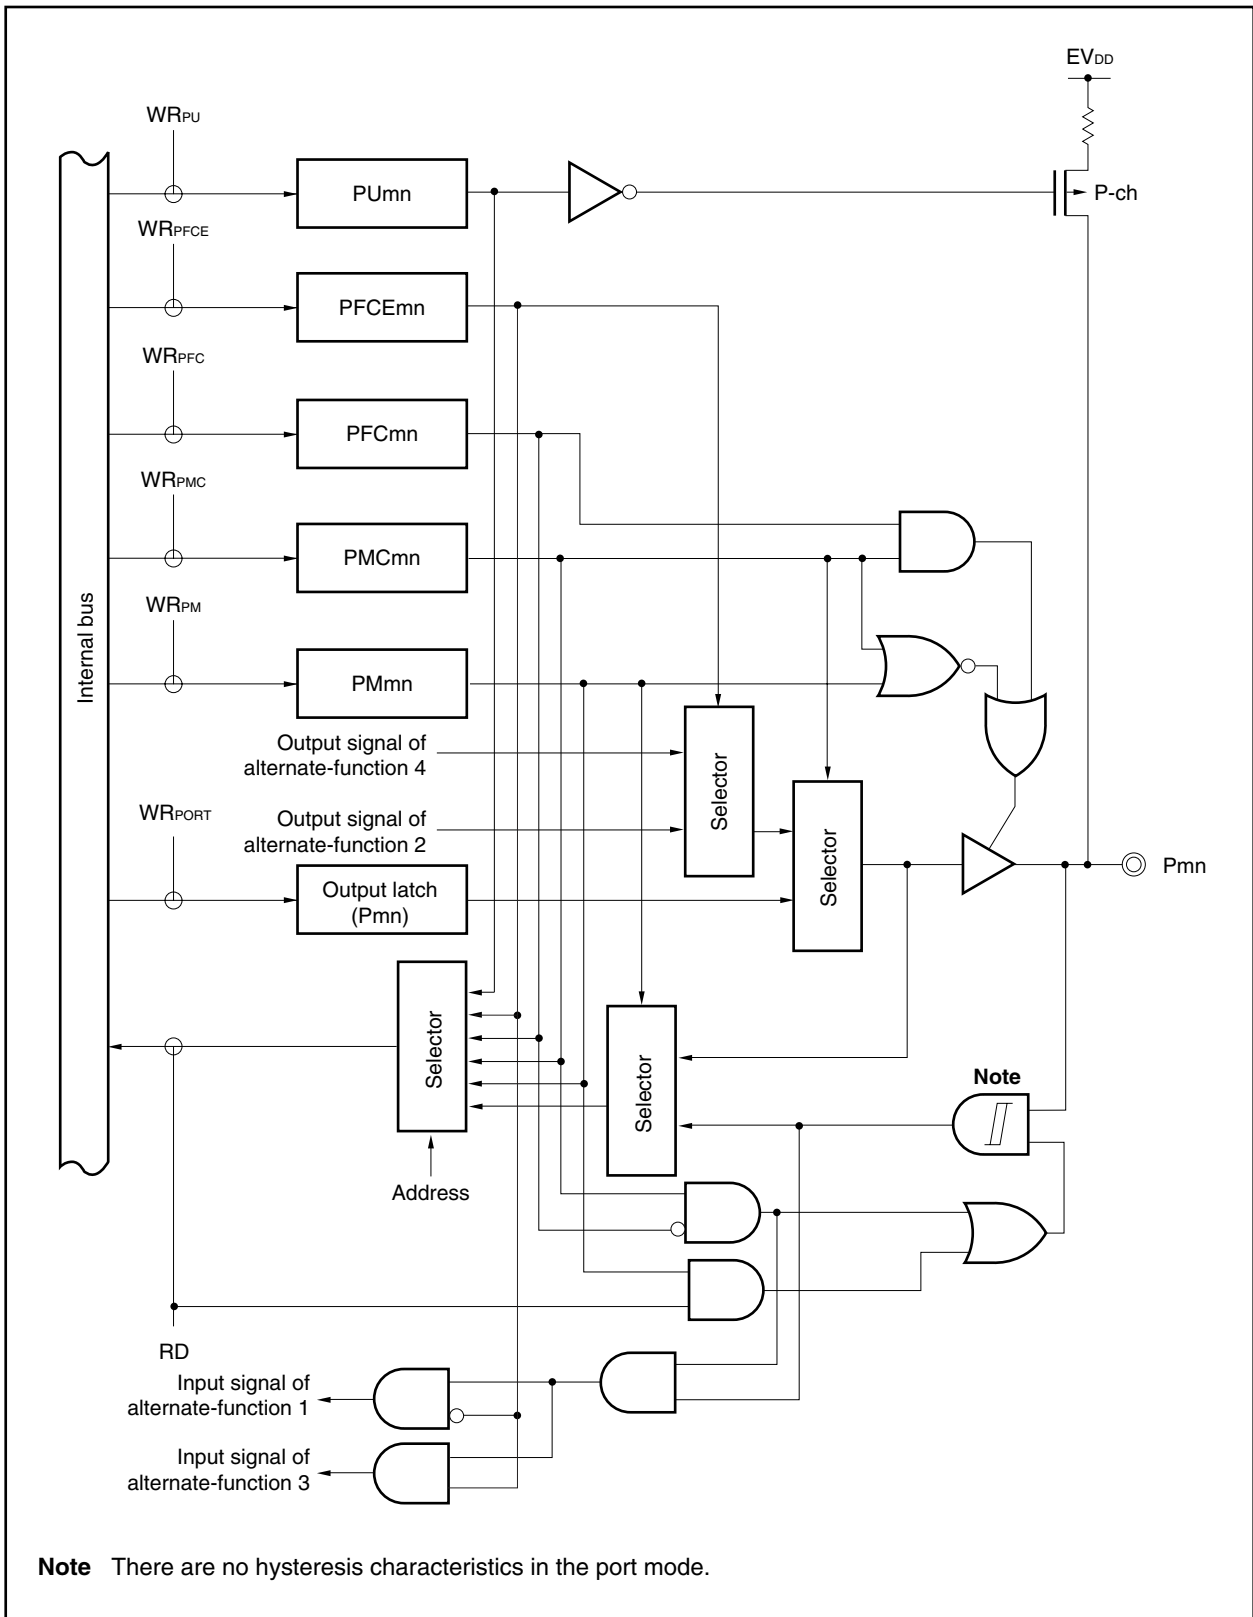 EVDD
WRPU
PUmn
P-ch
WRPFCE
PFCEmn
WRPFC
PFCmn
WRPMC
PMCmn
Internal bus
WRPM
PMmn
Output signal of
alternate-function 4
Selector
WRPORT
Output signal of
alternate-function 2
Selector
Pmn
Output latch
(Pmn)
Selector
Selector
Note
Address
RD
Input signal of
alternate-function 1
Input signal of
alternate-function 3
Note There are no hysteresis characteristics in the port mode.